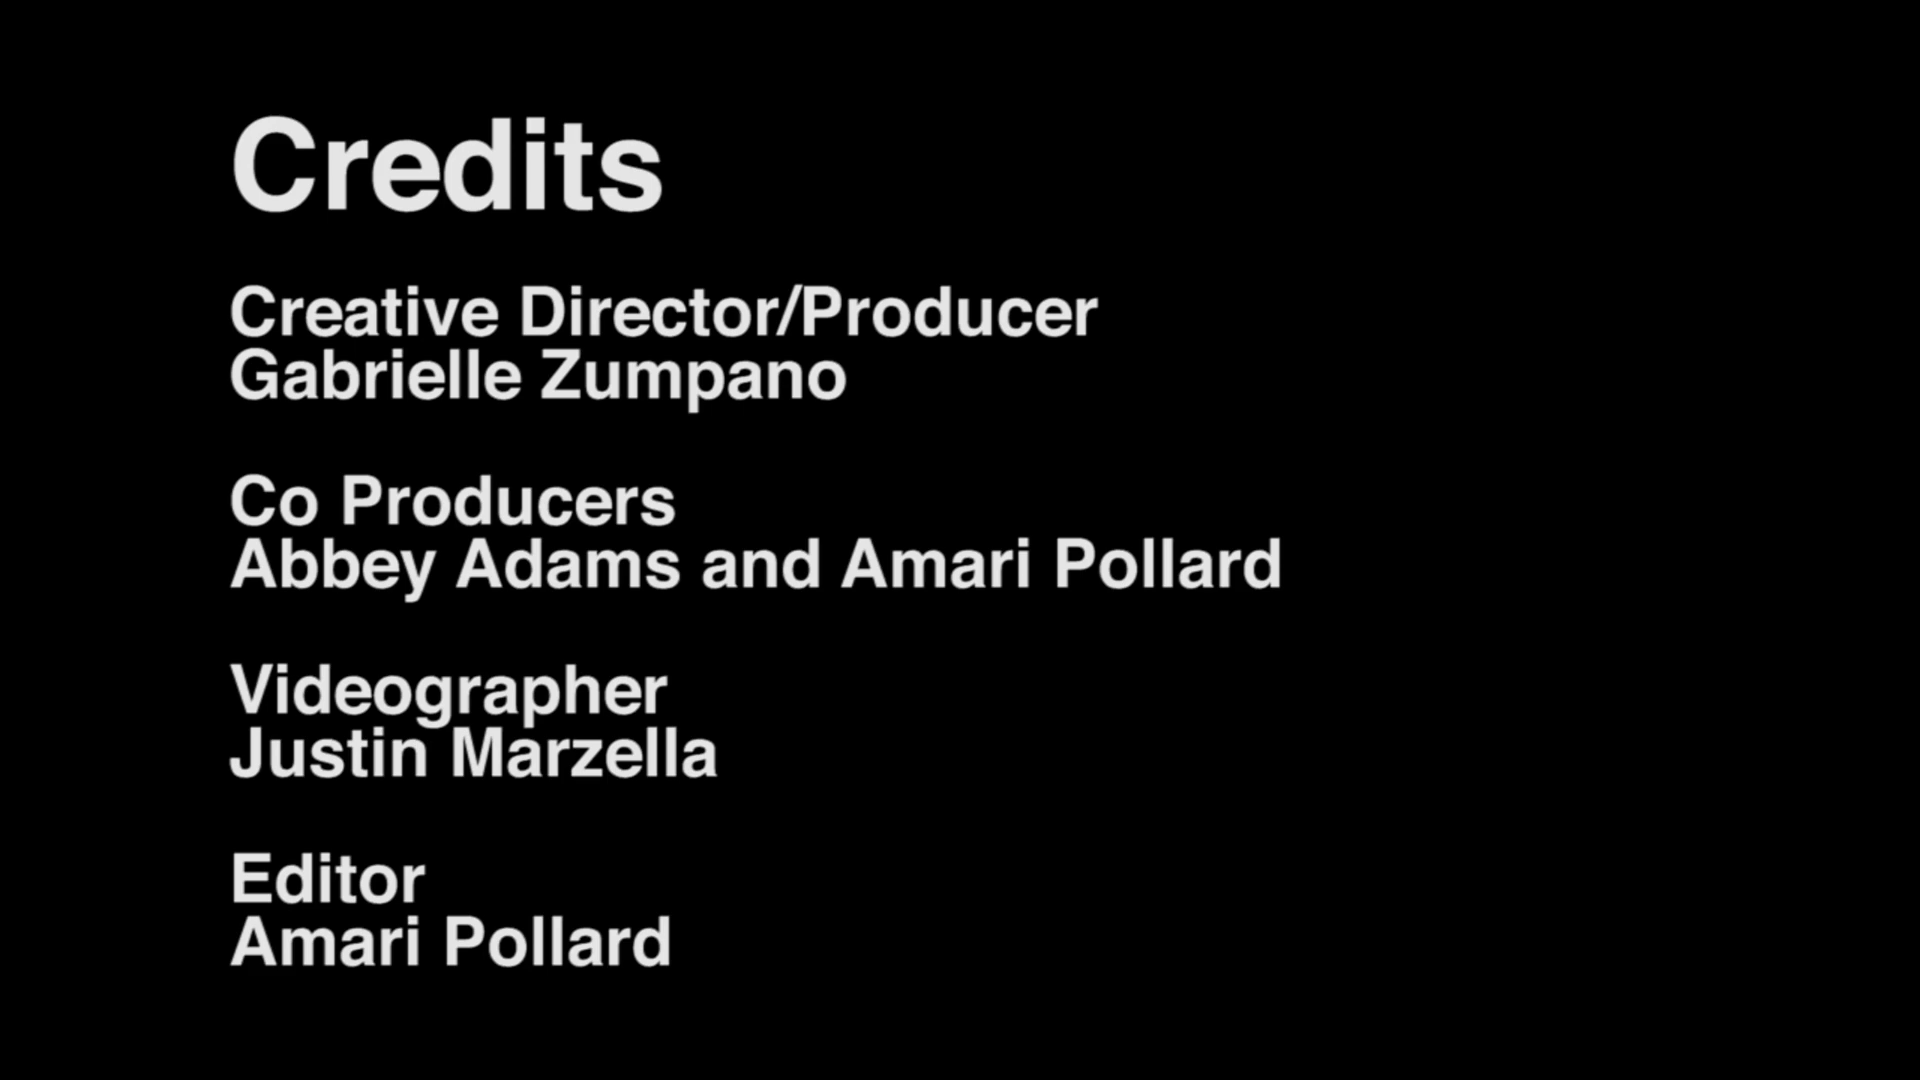 Credits
Creative Director/Producer
Gabrielle Zumpano
Co Producers
Abbey Adams and Amari Pollard
Videographer
Justin Marzella
Editor
Amari Pollard